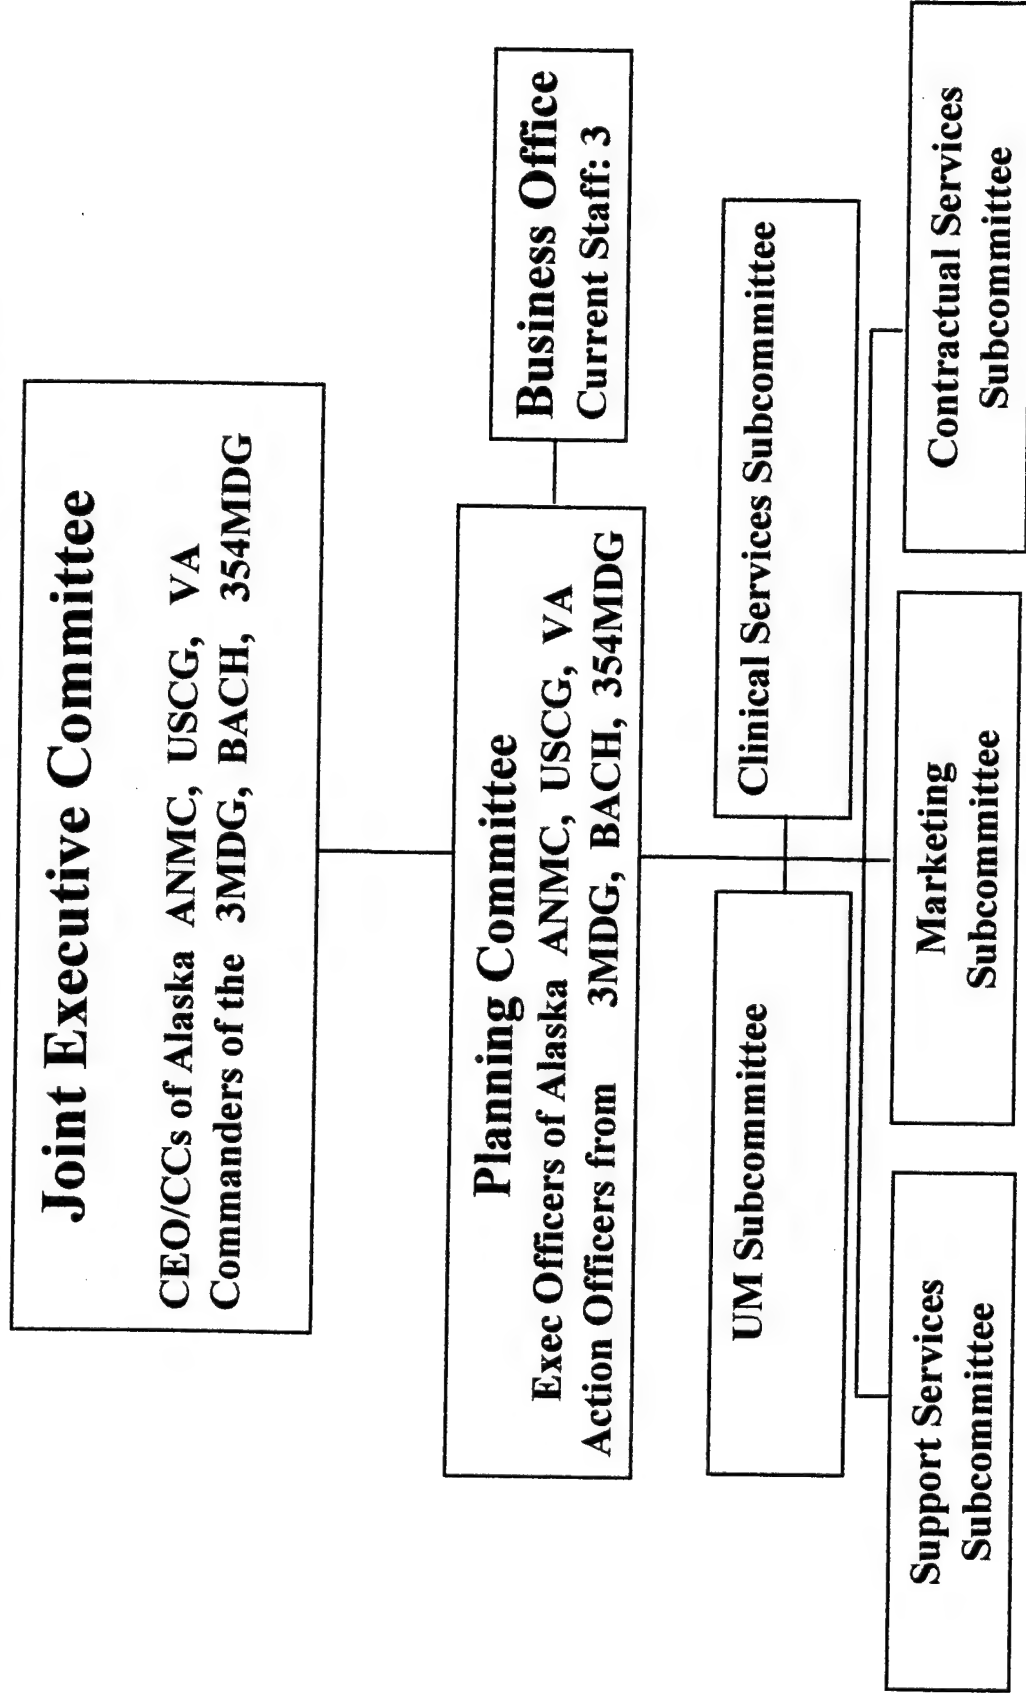 Joint Executive Committee
CEO/CCs of Alaska ANMC, USCG, VA
Commanders of the 3MDG, BACH, 354MDG
Planning Committee
Exec Officers of Alaska ANMC, USCG, VA
Action Officers from 3MDG, BACH, 354MDG
Business Office
Current Staff: 3
UM Subcommittee
Clinical Services Subcommittee
Support Services
Subcommittee
Marketing
Subcommittee
Contractual Services
Subcommittee